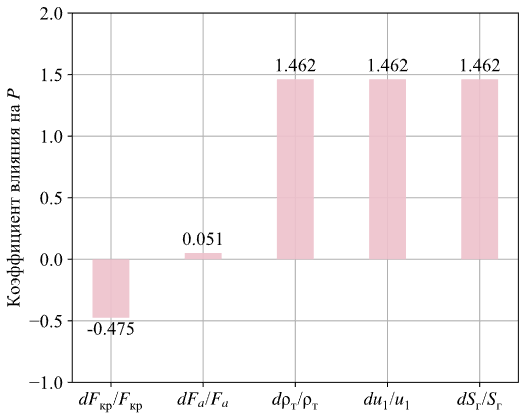 Коэффициент влияния на P
2.0
1.5
1.0
0.5
0.0
−0.5
−1.0
-0.475
0.051
1.462
1.462
1.462
dFкр/Fкр
dFa/Fa
dρт/ρт
du1/u1
dSг/Sг